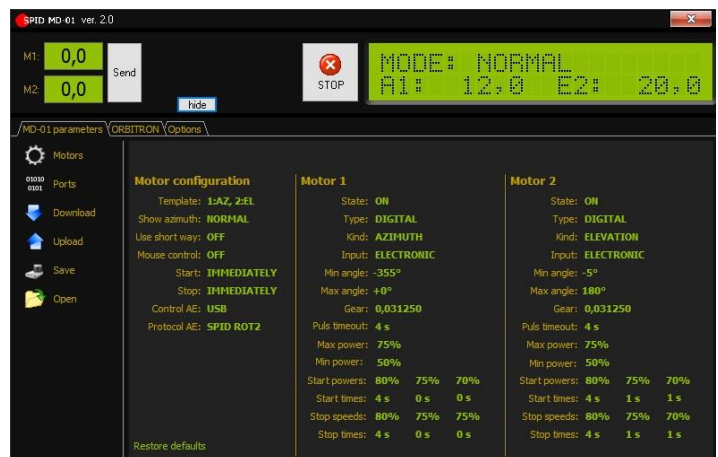 SPID MD-01 ver. 2.0
M1: 0,0
M2: 0,0
Send
hide
STOP
MODE: NORMAL
A1: 12,0 E2: 20,0
MD-01 parameters ORBITRON Options
Motors
01010
0101
Ports
Download
Upload
Save
Open
Motor configuration
Template: 1:AZ, 2:EL
Show azimuth: NORMAL
Use short way: OFF
Mouse control: OFF
Start: IMMEDIATELY
Stop: IMMEDIATELY
Control AE: USB
Protocol AE: SPID ROT2
Restore defaults
Motor 1
State: ON
Type: DIGITAL
Kind: AZIMUTH
Input: ELECTRONIC
Min angle: -355°
Max angle: +0°
Gear: 0,031250
Puls timeout: 4 s
Max power: 75%
Min power: 50%
Start powers: 80% 75% 70%
Start times: 4 s 0 s 0 s
Stop speeds: 80% 75% 75%
Stop times: 4 s 0 s 0 s
Motor 2
State: ON
Type: DIGITAL
Kind: ELEVATION
Input: ELECTRONIC
Min angle: -5°
Max angle: 180°
Gear: 0,031250
Puls timeout: 4 s
Max power: 75%
Min power: 50%
Start powers: 80% 75% 70%
Start times: 4 s 1 s 1 s
Stop speeds: 80% 75% 70%
Stop times: 4 s 1 s 1 s